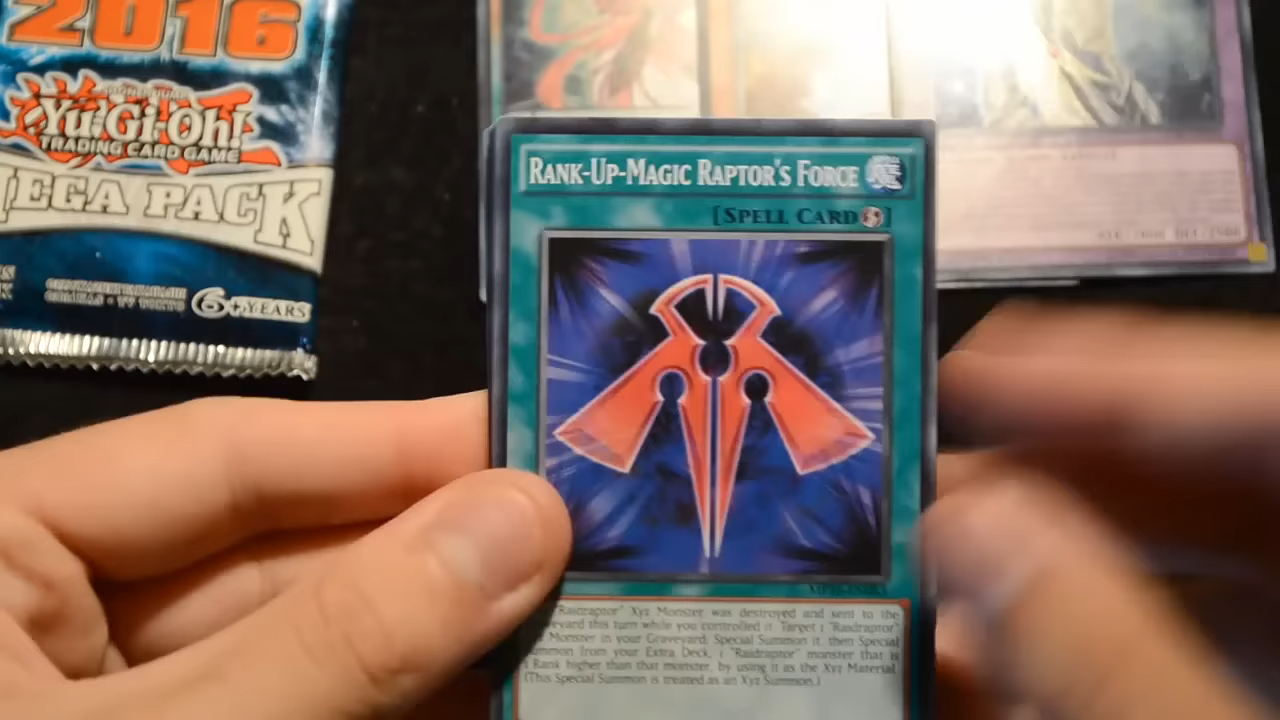 2016
Yu-Gi-Oh!
TRADING CARD GAME
EGA PACK
6+YEARS
RANK-UP-MAGIC RAPTOR'S FORCE
[SPELL CARD]
"Raidraptor" Xyz Monster was destroyed and sent to the
eyard this turn while you controlled it: Target 1 "Raidraptor"
Monster in your Graveyard; Special Summon it, then Special
ummon from your Extra Deck, 1 "Raidraptor" monster that is
1 Rank higher than that monster, by using it as the Xyz Material.
(This Special Summon is treated as an Xyz Summon.)